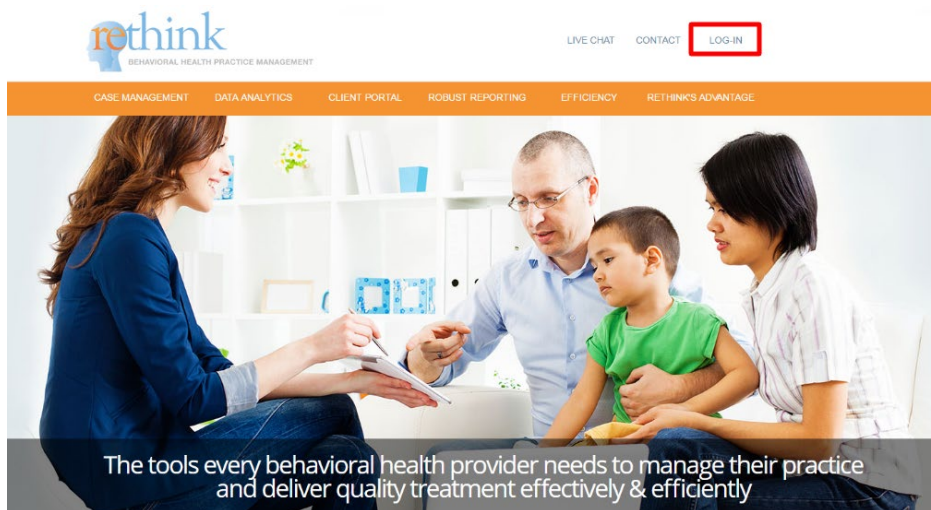 rethink
BEHAVIORAL HEALTH PRACTICE MANAGEMENT
LIVE CHAT CONTACT LOG-IN
CASE MANAGEMENT DATA ANALYTICS CLIENT PORTAL ROBUST REPORTING EFFICIENCY RETHINK'S ADVANTAGE
The tools every behavioral health provider needs to manage their practice
and deliver quality treatment effectively & efficiently